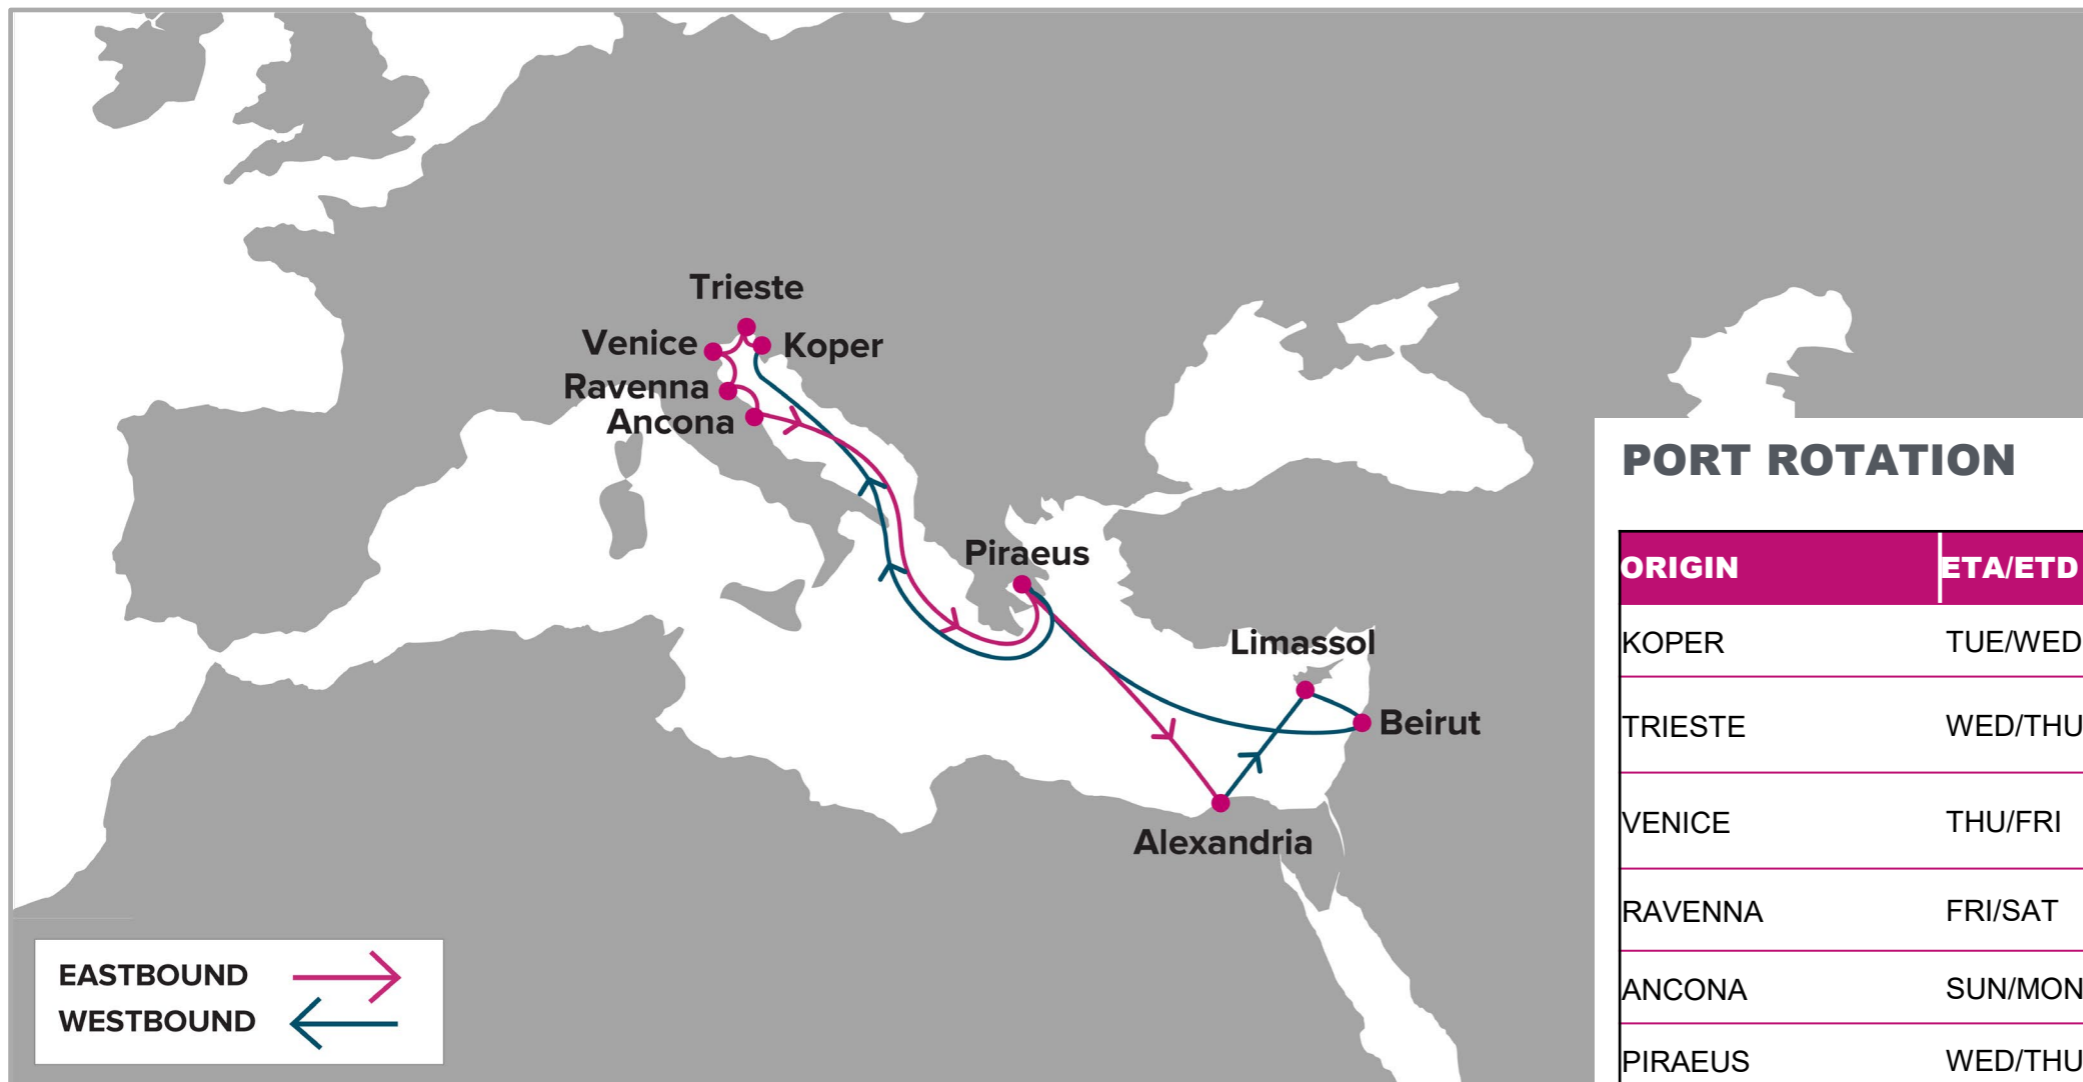 Trieste
Venice
Koper
Ravenna
Ancona
Piraeus
Limassol
Beirut
Alexandria
EASTBOUND
WESTBOUND
PORT ROTATION
ORIGIN ETA/ETD
KOPER TUE/WED
TRIESTE WED/THU
VENICE THU/FRI
RAVENNA FRI/SAT
ANCONA SUN/MON
PIRAEUS WED/THU